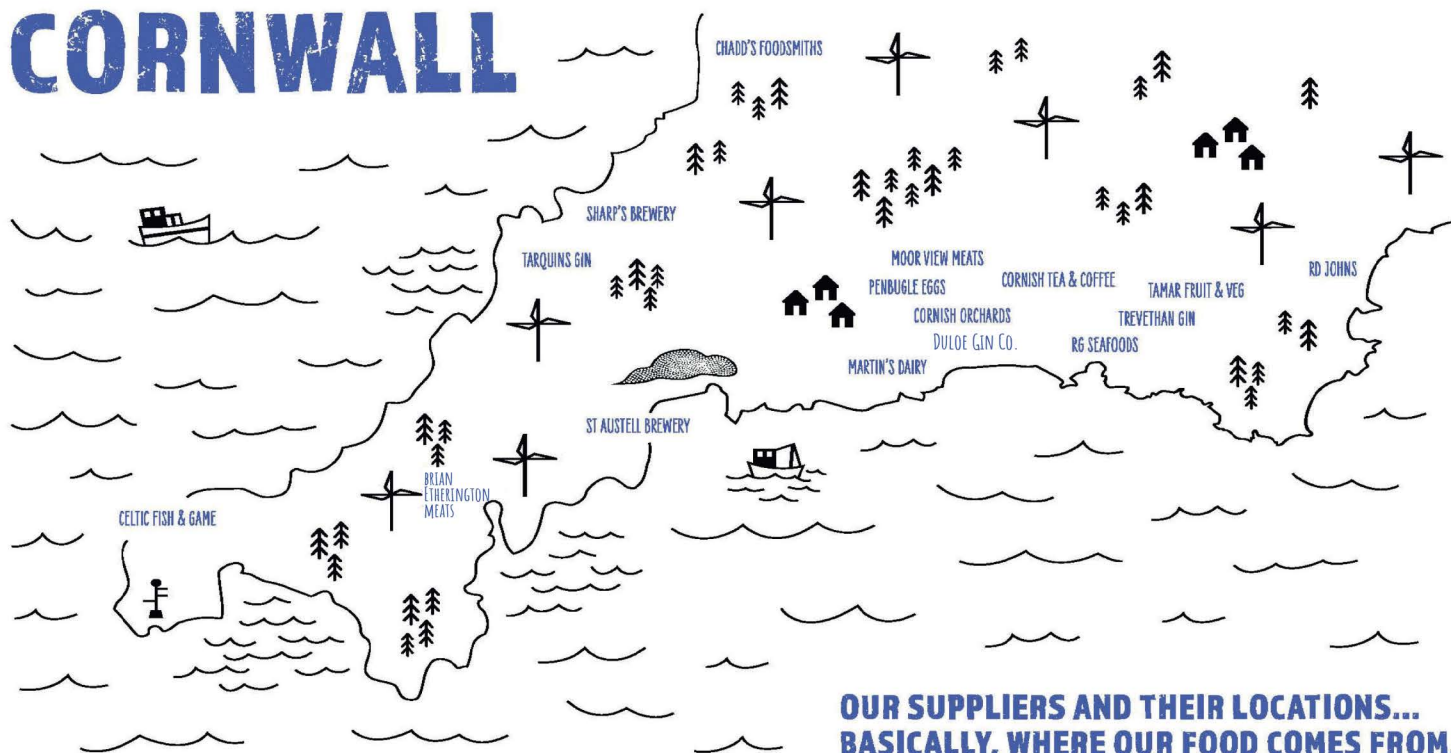 CORNWALL
CHADD'S FOODSMITHS
SHARP'S BREWERY
TARQUINS GIN
MOOR VIEW MEATS
PENBUGLE EGGS
CORNISH TEA & COFFEE
RD JOHNS
TAMAR FRUIT & VEG
CORNISH ORCHARDS
TREVETHAN GIN
DULOE GIN CO.
RG SEAFOODS
MARTIN'S DAIRY
ST AUSTELL BREWERY
BRIAN
ETHERINGTON
MEATS
CELTIC FISH & GAME
OUR SUPPLIERS AND THEIR LOCATIONS...
BASICALLY, WHERE OUR FOOD COMES FROM